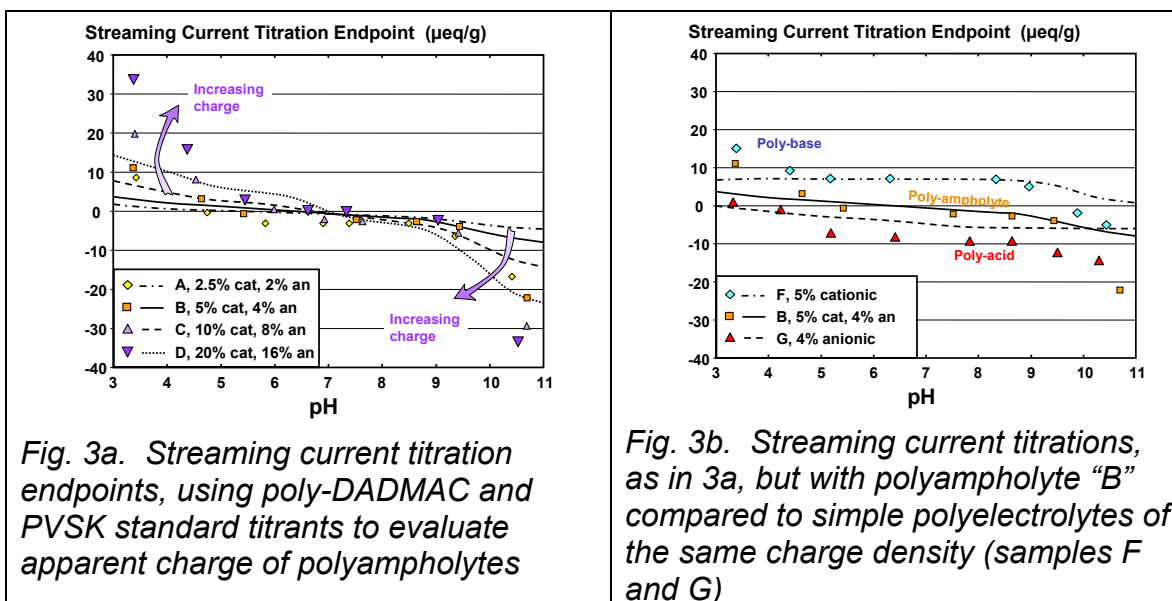 Streaming Current Titration Endpoint (µeq/g)
40
30
20
10
0
-10
-20
-30
-40
Increasing
charge
A, 2.5% cat, 2% an
B, 5% cat, 4% an
C, 10% cat, 8% an
D, 20% cat, 16% an
Increasing
charge
3 4 5 6 7 8 9 10 11
pH
Fig. 3a. Streaming current titration
endpoints, using poly-DADMAC and
PVSK standard titrants to evaluate
apparent charge of polyampholytes
Streaming Current Titration Endpoint (µeq/g)
40
30
20
10
0
-10
-20
-30
-40
Poly-base
Poly-ampholyte
Poly-acid
F, 5% cationic
B, 5% cat, 4% an
G, 4% anionic
3 4 5 6 7 8 9 10 11
pH
Fig. 3b. Streaming current titrations,
as in 3a, but with polyampholyte “B”
compared to simple polyelectrolytes of
the same charge density (samples F
and G)